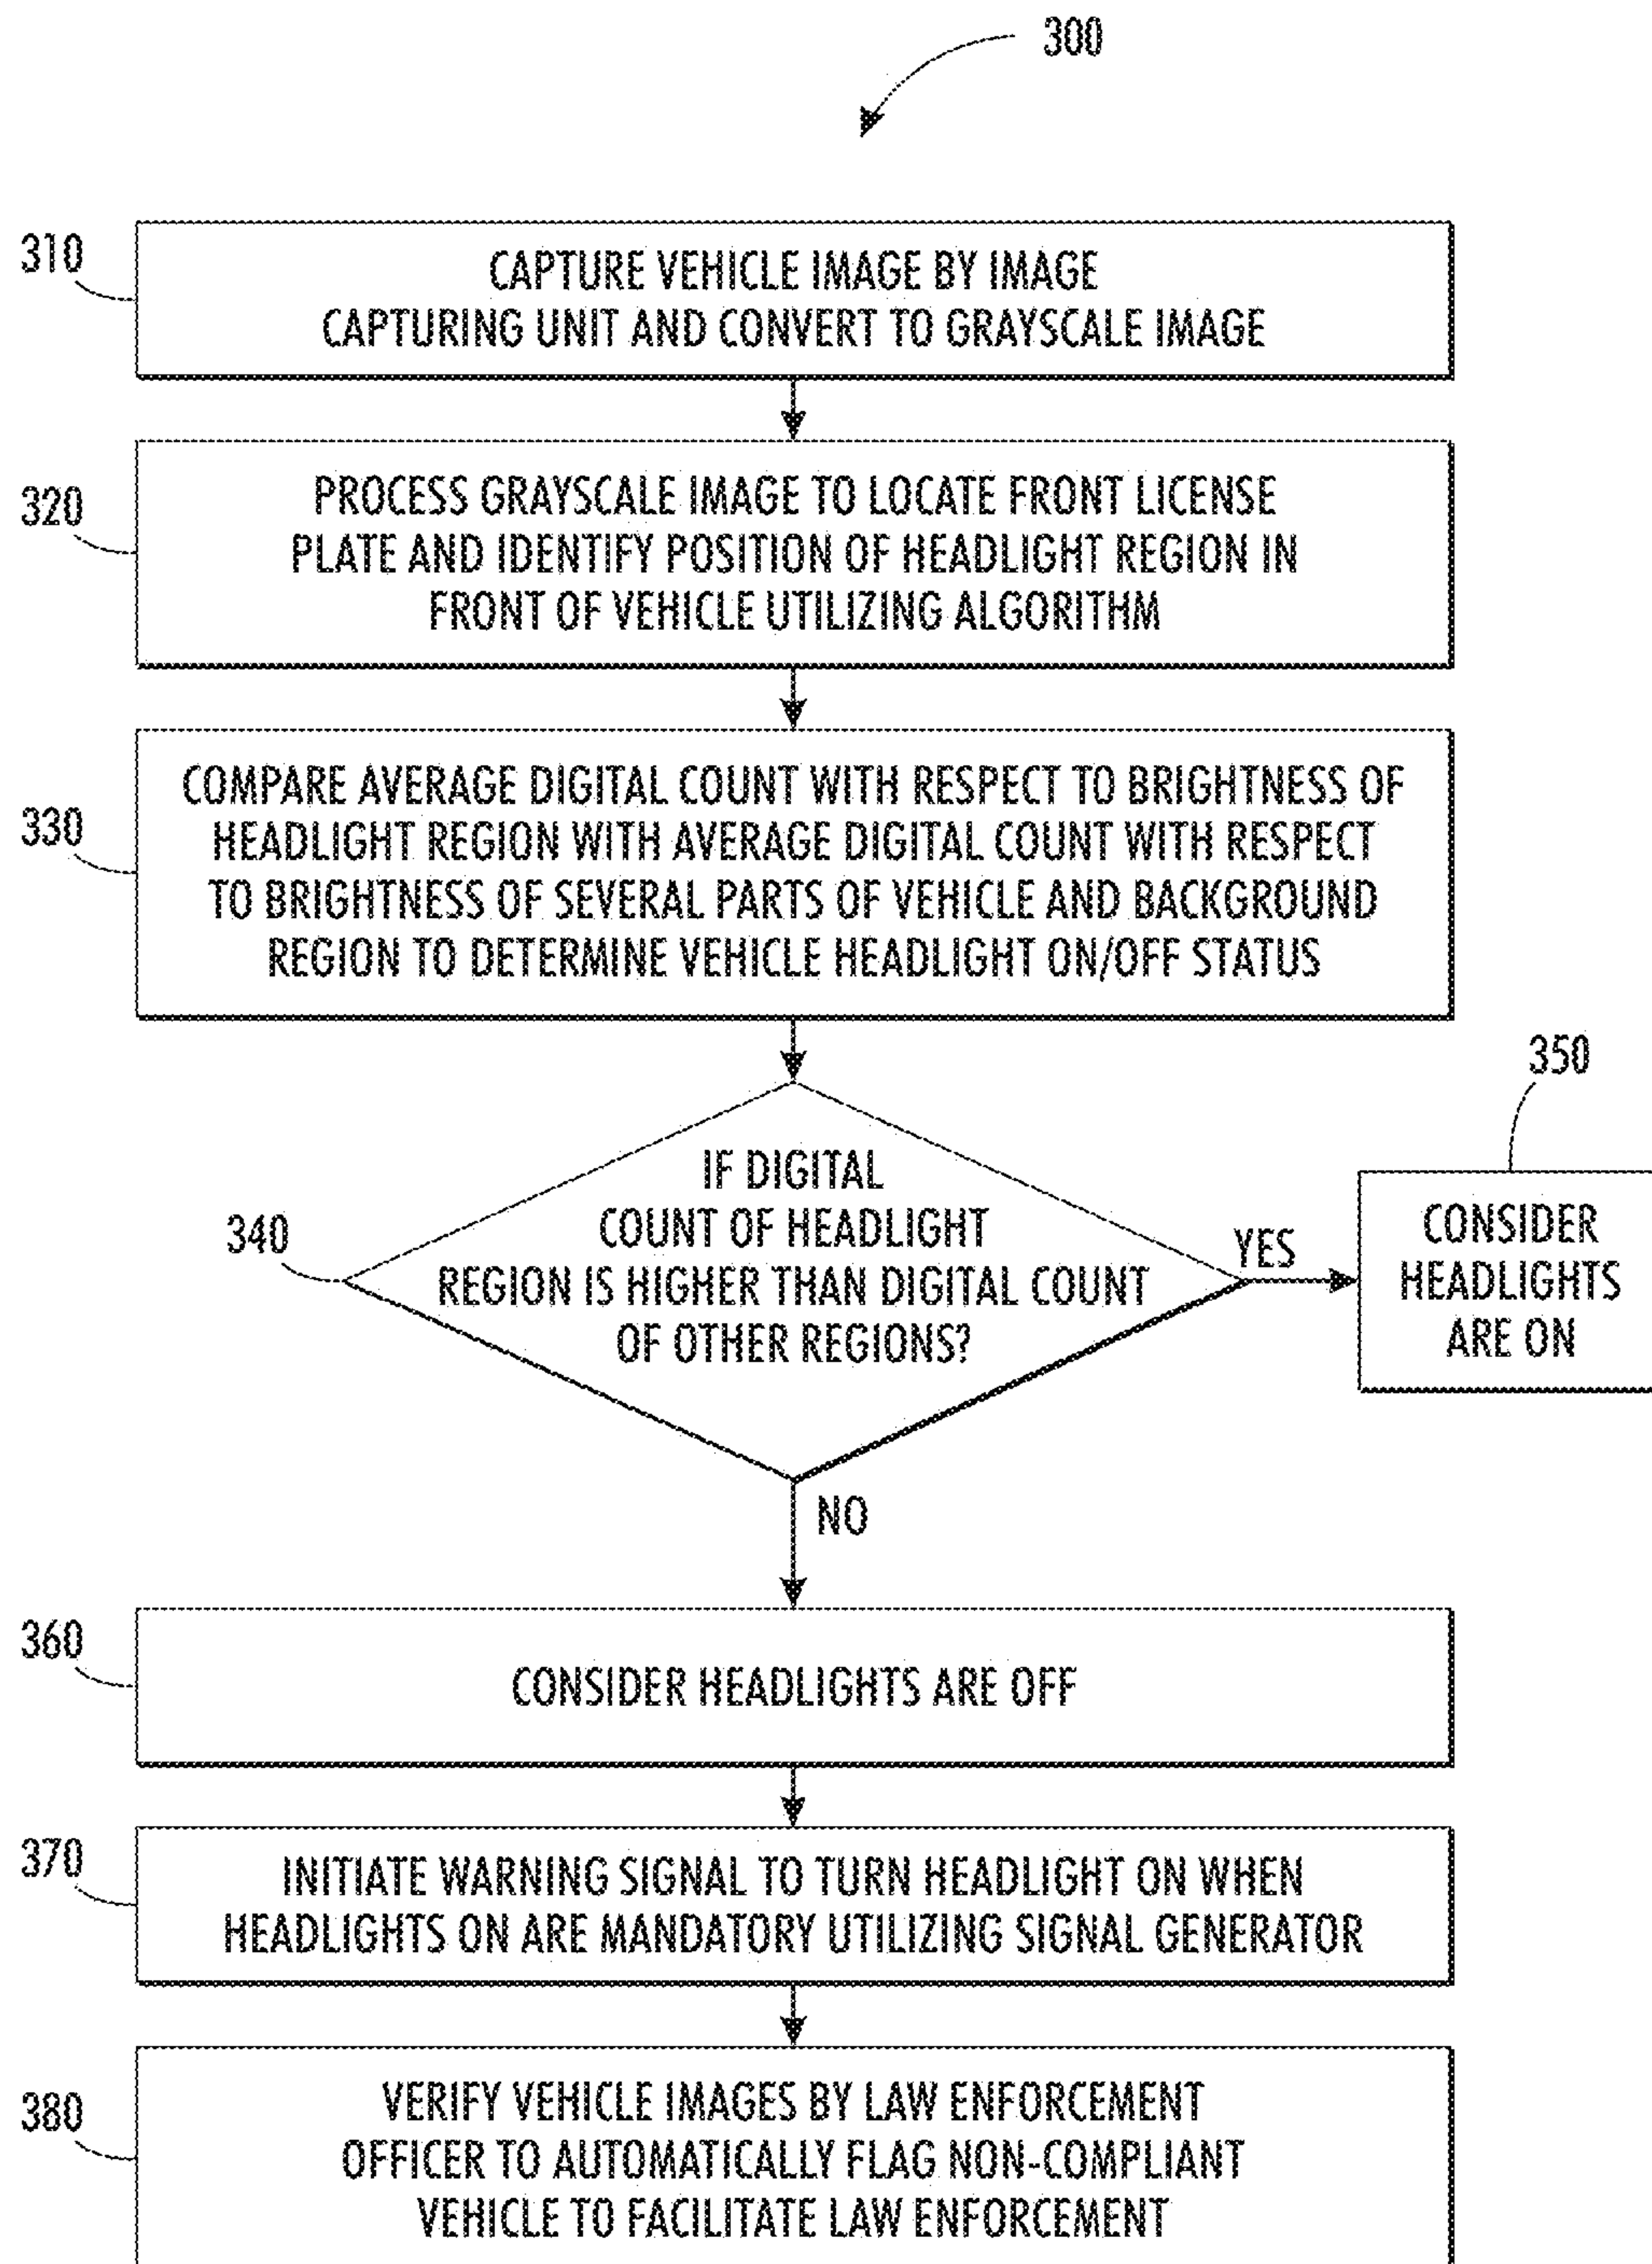 300
310
CAPTURE VEHICLE IMAGE BY IMAGE
CAPTURING UNIT AND CONVERT TO GRAYSCALE IMAGE
320
PROCESS GRAYSCALE IMAGE TO LOCATE FRONT LICENSE
PLATE AND IDENTIFY POSITION OF HEADLIGHT REGION IN
FRONT OF VEHICLE UTILIZING ALGORITHM
330
COMPARE AVERAGE DIGITAL COUNT WITH RESPECT TO BRIGHTNESS OF
HEADLIGHT REGION WITH AVERAGE DIGITAL COUNT WITH RESPECT
TO BRIGHTNESS OF SEVERAL PARTS OF VEHICLE AND BACKGROUND
REGION TO DETERMINE VEHICLE HEADLIGHT ON/OFF STATUS
340
IF DIGITAL
COUNT OF HEADLIGHT
REGION IS HIGHER THAN DIGITAL COUNT
OF OTHER REGIONS?
YES
350
CONSIDER
HEADLIGHTS
ARE ON
NO
360
CONSIDER HEADLIGHTS ARE OFF
370
INITIATE WARNING SIGNAL TO TURN HEADLIGHT ON WHEN
HEADLIGHTS ON ARE MANDATORY UTILIZING SIGNAL GENERATOR
380
VERIFY VEHICLE IMAGES BY LAW ENFORCEMENT
OFFICER TO AUTOMATICALLY FLAG NON-COMPLIANT
VEHICLE TO FACILITATE LAW ENFORCEMENT